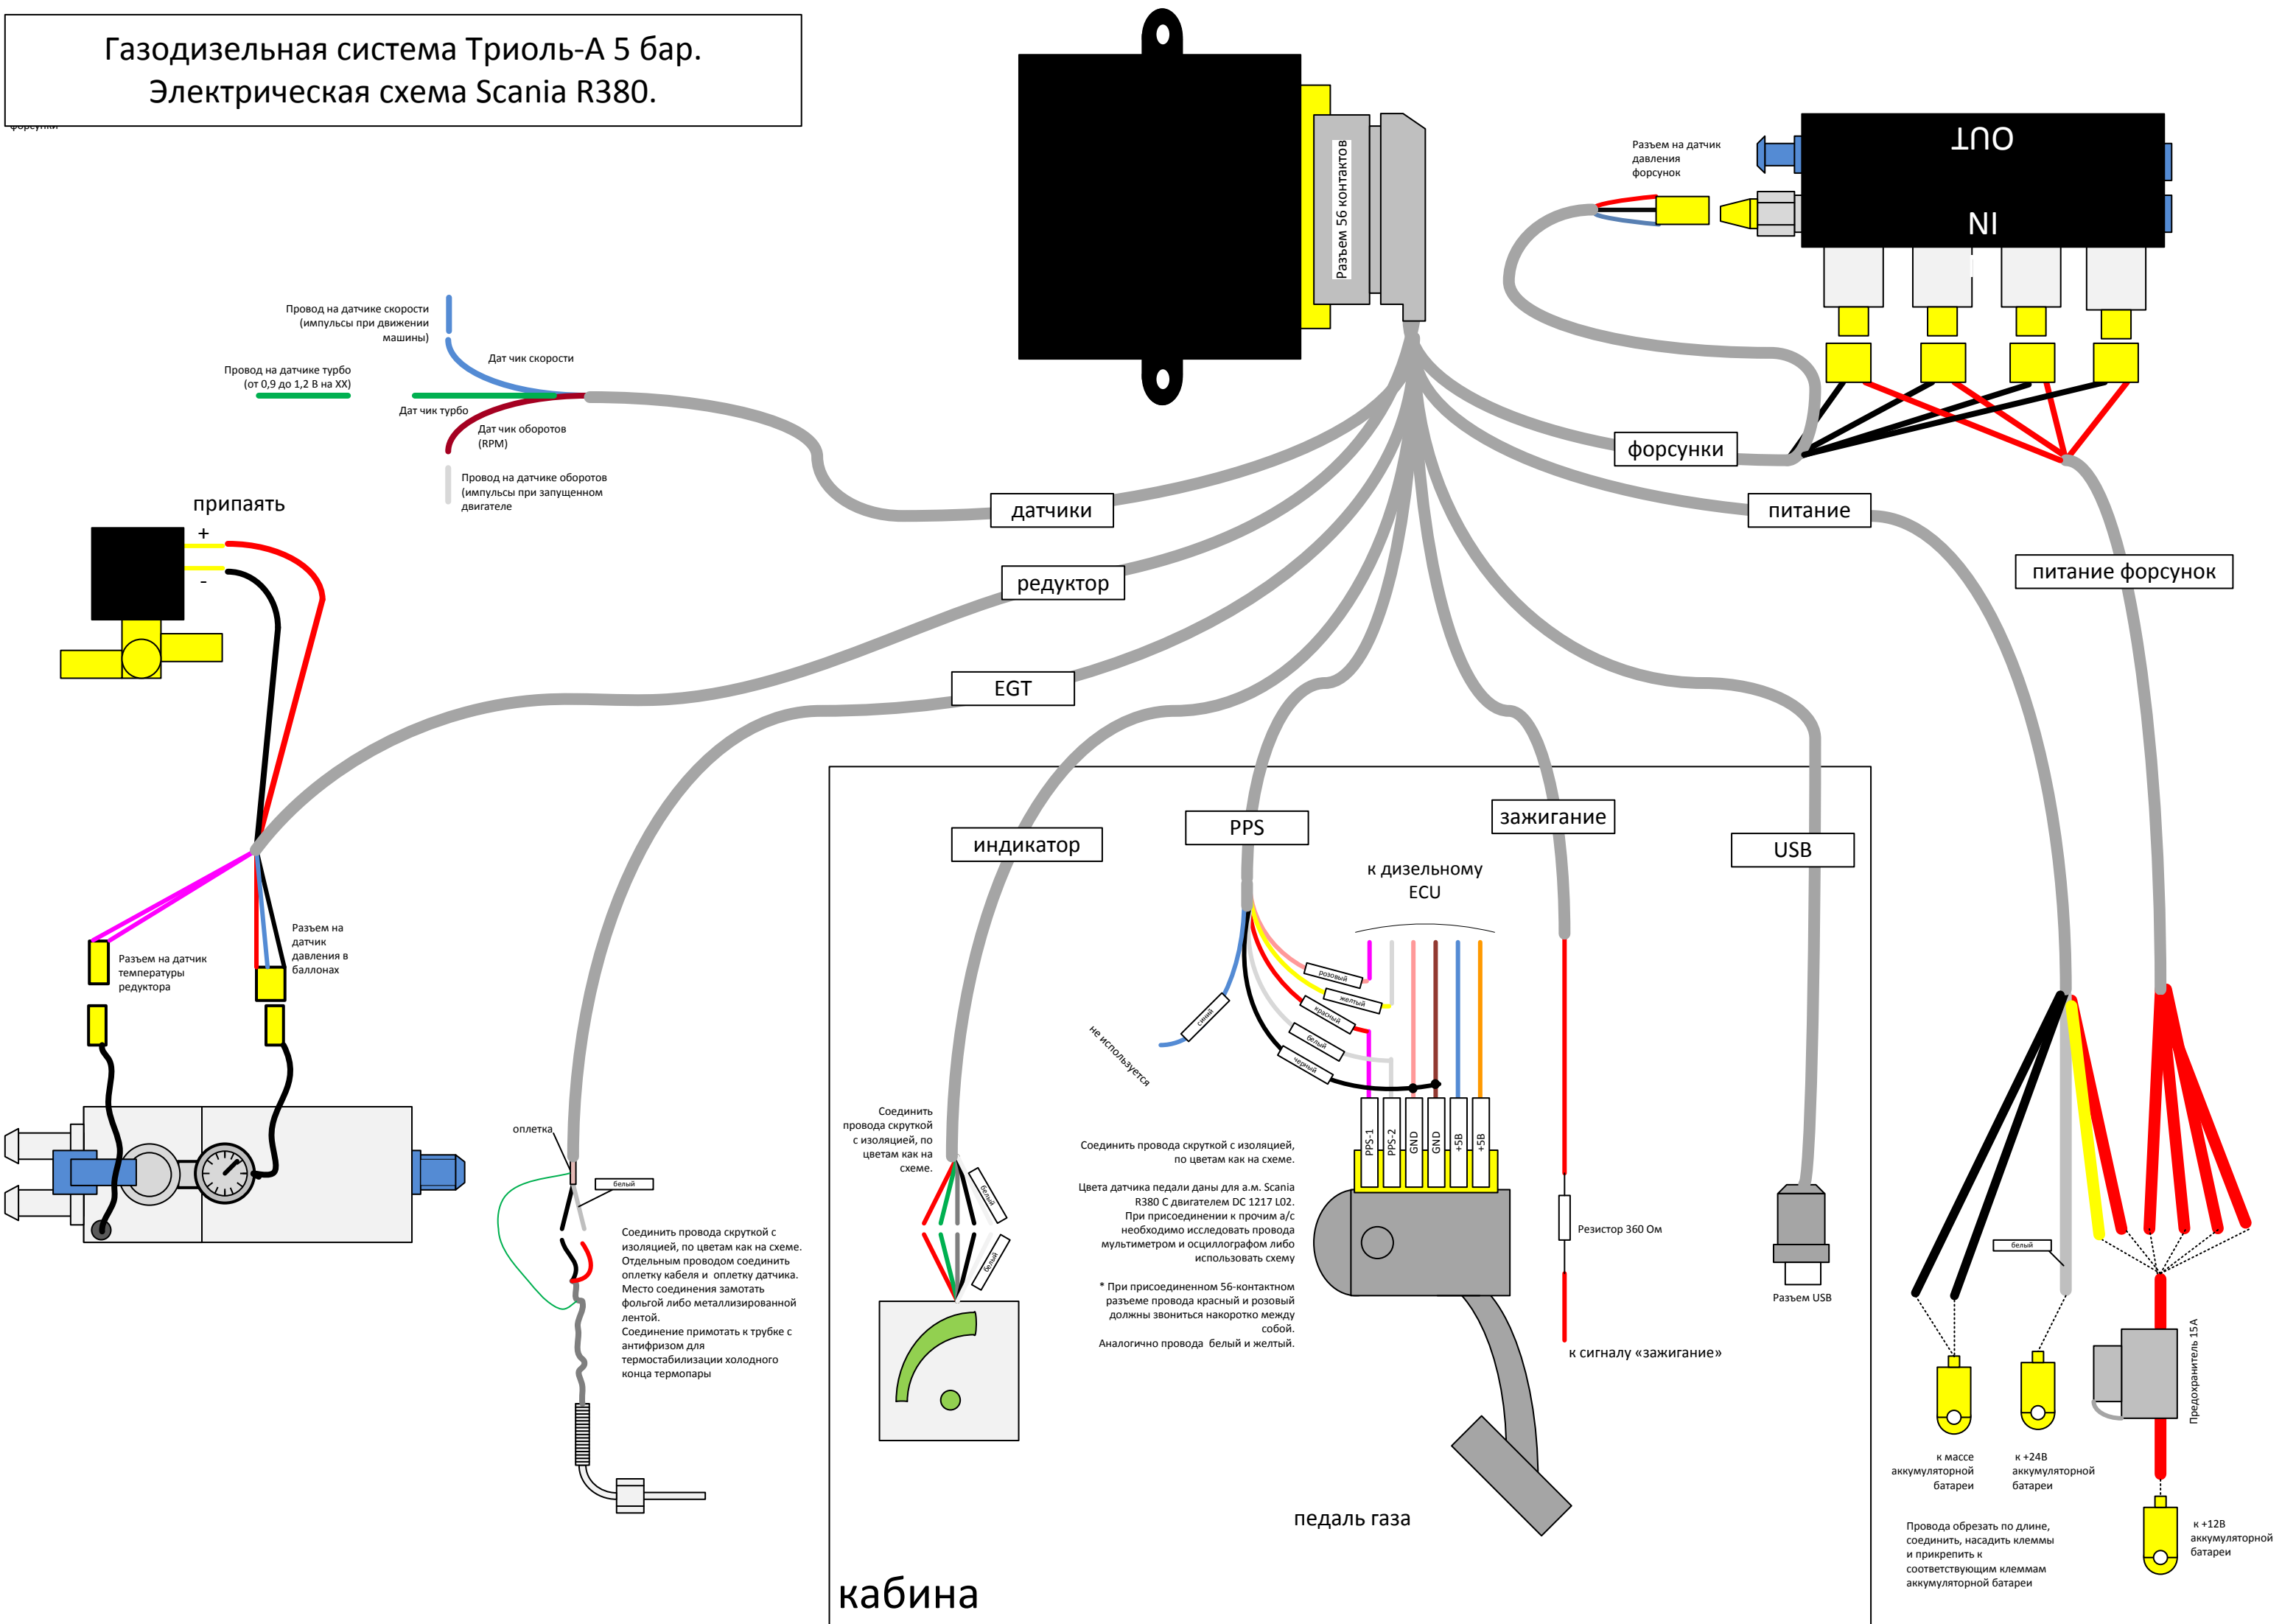 Газодизельная система Триоль-А 5 бар.
Электрическая схема Scania R380.
форсунки
Разъем 56 контактов
Разъем на датчик
давления
форсунок
OUT
IN
Провод на датчике скорости
(импульсы при движении
машины)
Дат чик скорости
Провод на датчике турбо
(от 0,9 до 1,2 В на ХХ)
Дат чик турбо
Дат чик оборотов
(RPM)
Провод на датчике оборотов
(импульсы при запущенном
двигателе
форсунки
датчики
питание
припаять
+
-
редуктор
питание форсунок
EGT
PPS
зажигание
индикатор
USB
к дизельному
ECU
Разъем на датчик
температуры
редуктора
Разъем на
датчик
давления в
баллонах
розовый
желтый
красный
белый
черный
синий
не используется
PPS-1
PPS-2
GND
GND
+5В
+5В
оплетка
белый
Соединить провода скруткой с
изоляцией, по цветам как на схеме.
Отдельным проводом соединить
оплетку кабеля и оплетку датчика.
Место соединения замотать
фольгой либо металлизированной
лентой.
Соединение примотать к трубке с
антифризом для
термостабилизации холодного
конца термопары
Соединить
провода скруткой
с изоляцией, по
цветам как на
схеме.
белый
белый
Соединить провода скруткой с изоляцией,
по цветам как на схеме.
Цвета датчика педали даны для а.м. Scania
R380 С двигателем DC 1217 L02.
При присоединении к прочим а/с
необходимо исследовать провода
мультиметром и осциллографом либо
использовать схему
* При присоединенном 56-контактном
разъеме провода красный и розовый
должны звониться накоротко между
собой.
Аналогично провода белый и желтый.
Резистор 360 Ом
к сигналу «зажигание»
Разъем USB
белый
Предохранитель 15А
к массе
аккумуляторной
батареи
к +24В
аккумуляторной
батареи
к +12В
аккумуляторной
батареи
Провода обрезать по длине,
соединить, насадить клеммы
и прикрепить к
соответствующим клеммам
аккумуляторной батареи
педаль газа
кабина